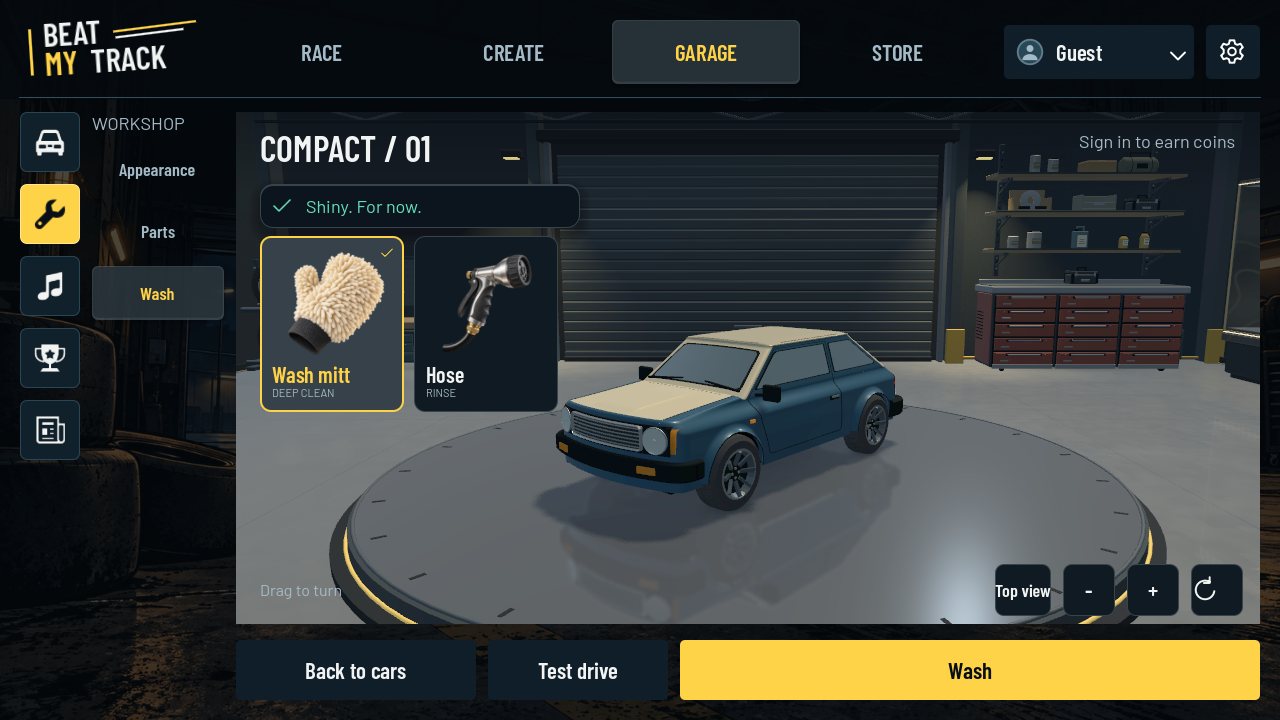 BEAT
MY TRACK
RACE
CREATE
GARAGE
STORE
Guest
WORKSHOP
Appearance
Parts
Wash
COMPACT / 01
Sign in to earn coins
Shiny. For now.
Wash mitt
DEEP CLEAN
Hose
RINSE
Drag to turn
Top view
-
+
Back to cars
Test drive
Wash